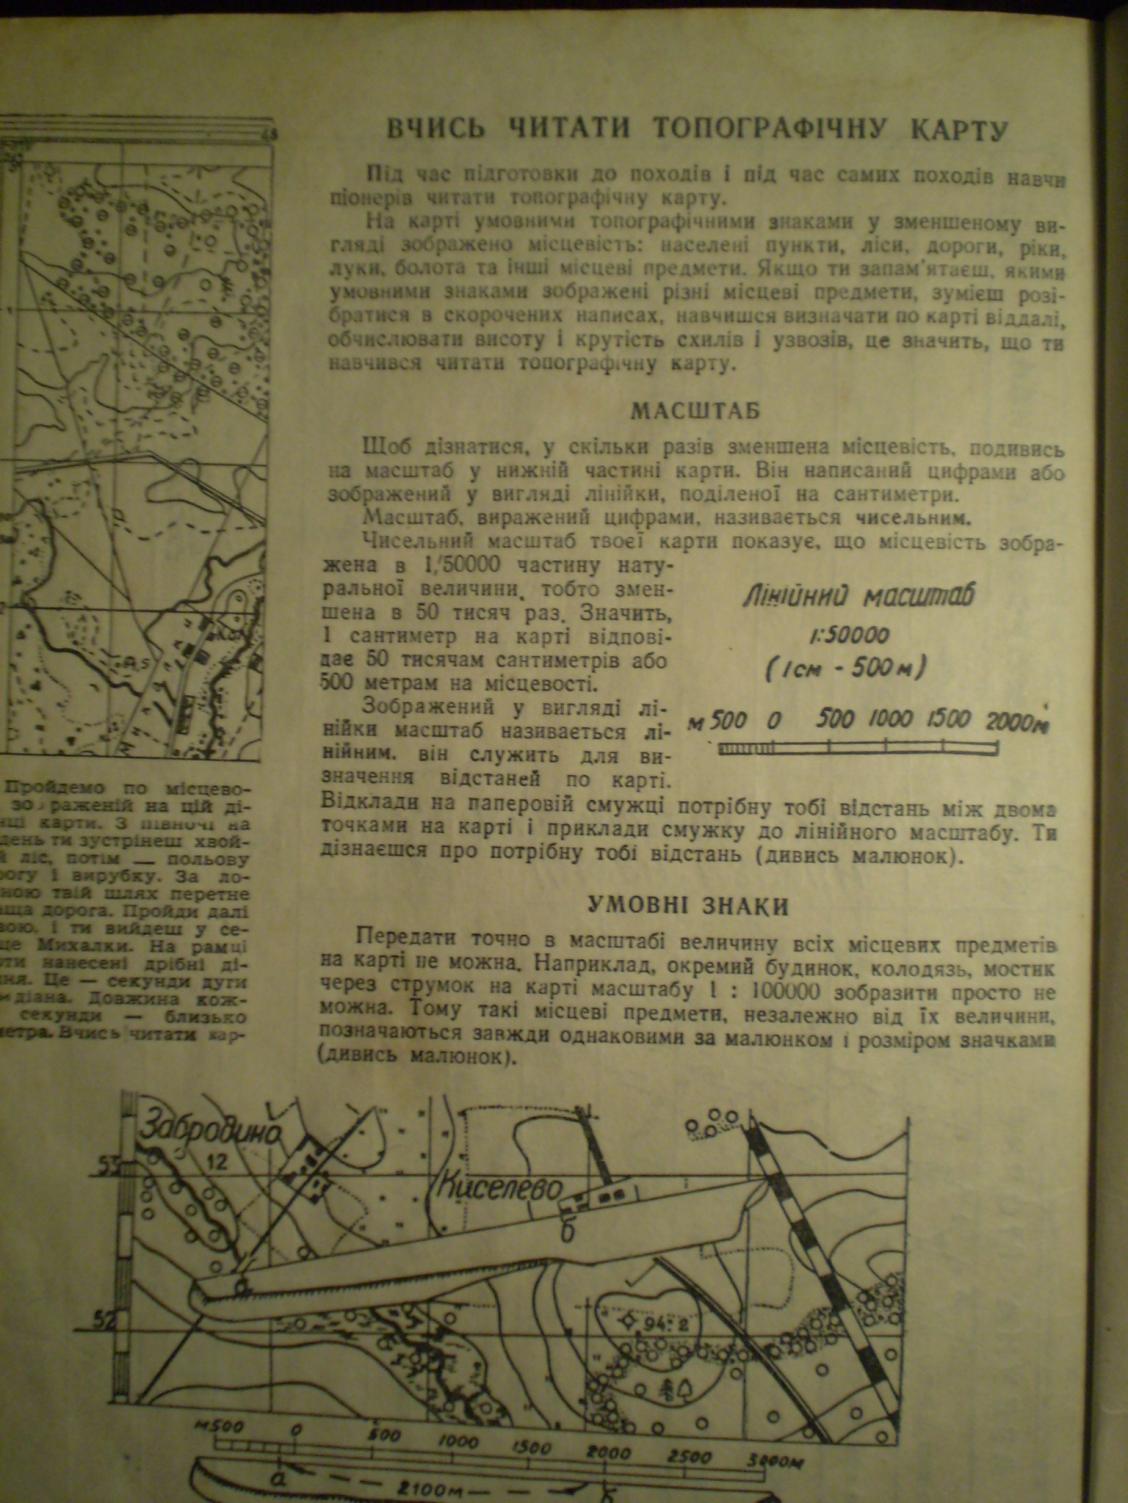 ВЧИСЬ ЧИТАТИ ТОПОГРАФІЧНУ КАРТУ
Під час підготовки до походів і під час самих походів навчи
піонерів читати топографічну карту.
На карті умовними топографічними знаками у зменшеному ви-
гляді зображено місцевість: населені пункти, ліси, дороги, ріки,
луки, болота та інші місцеві предмети. Якщо ти запам'ятаєш, якими
умовними знаками зображені різні місцеві предмети, зумієш розі-
братися в скорочених написах, навчишся визначати по карті віддалі,
обчислювати висоту і крутість схилів і узвозів, це значить, що ти
навчився читати топографічну карту.
МАСШТАБ
Щоб дізнатися, у скільки разів зменшена місцевість, подивись
на масштаб у нижній частині карти. Він написаний цифрами або
зображений у вигляді лінійки, поділеної на сантиметри.
Масштаб, виражений цифрами, називається чисельним.
Чисельний масштаб твоєї карти показує, що місцевість зобра-
жена в 1/50000 частину нату-
ральної величини, тобто змен-
шена в 50 тисяч раз. Значить,
1 сантиметр на карті відпові-
дає 50 тисячам сантиметрів або
500 метрам на місцевості.
Зображений у вигляді лі-
нійки масштаб називається лі-
нійним. він служить для ви-
значення відстаней по карті.
Лінійний масштаб
1:50000
(1см - 500м)
м 500 0 500 1000 1500 2000м
Відклади на паперовій смужці потрібну тобі відстань між двома
точками на карті і приклади смужку до лінійного масштабу. Ти
дізнаєшся про потрібну тобі відстань (дивись малюнок).
УМОВНІ ЗНАКИ
Передати точно в масштабі величину всіх місцевих предметів
на карті не можна. Наприклад, окремий будинок, колодязь, мостик
через струмок на карті масштабу 1 : 100000 зобразити просто не
можна. Тому такі місцеві предмети, незалежно від їх величини,
позначаються завжди однаковими за малюнком і розміром значками
(дивись малюнок).
Пройдемо по місцево-
раженій на цій ді-
карти. З півночі на
день ти зустрінеш хвой-
ліс, потім — польову
і вирубку. За ло-
ною твій шлях перетне
дорога. Пройди далі
і ти вийдеш у се-
ще Михалки. На рамці
нанесені дрібні ді-
Це — секунди дуги
Довжина кож-
секунди — близько
метра. Вчись читати кар-
Забродино
12
53
Киселево
б
а
52
94,2
м500 0 500 1000 1500 2000 2500 3000м
а 2100м